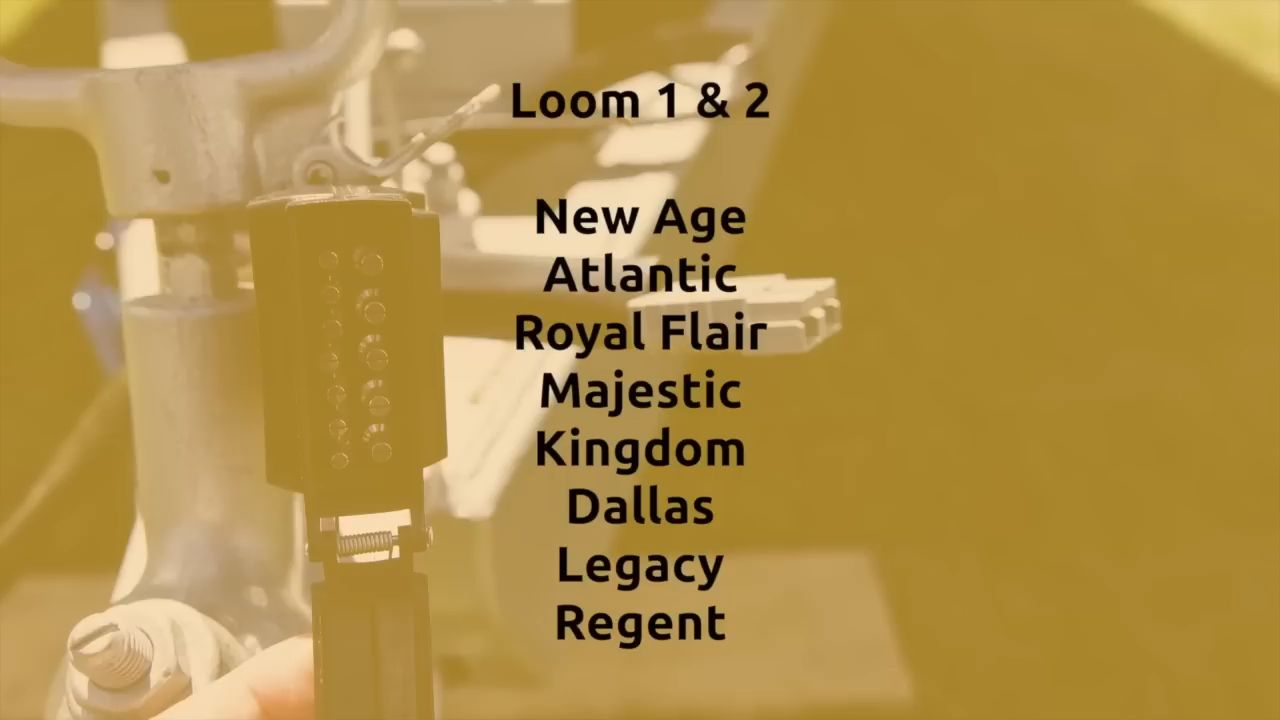 Loom 1 & 2
New Age
Atlantic
Royal Flair
Majestic
Kingdom
Dallas
Legacy
Regent